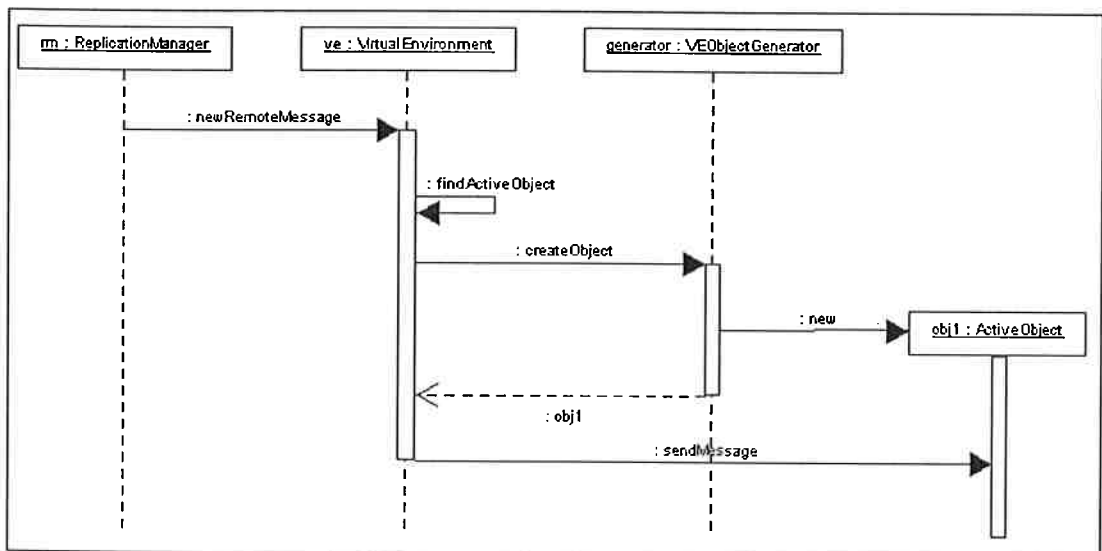 rm : ReplicationManager
ve : VirtualEnvironment
generator : VEObjectGenerator
: newRemoteMessage
: findActiveObject
: createObject
: new
obj1 : ActiveObject
: obj1
: sendMessage